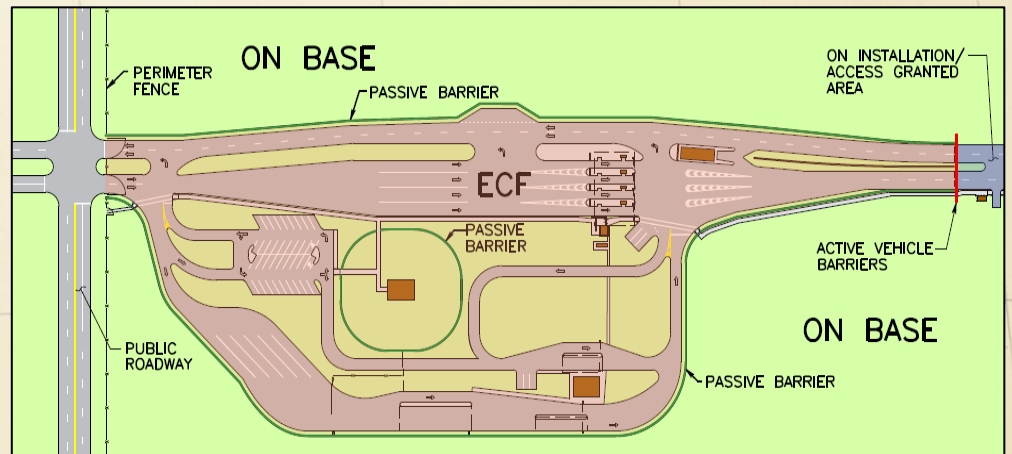 ON BASE
PERIMETER
FENCE
PASSIVE BARRIER
ON INSTALLATION/
ACCESS GRANTED
AREA
ECF
PASSIVE
BARRIER
ACTIVE VEHICLE
BARRIERS
ON BASE
PUBLIC
ROADWAY
PASSIVE BARRIER